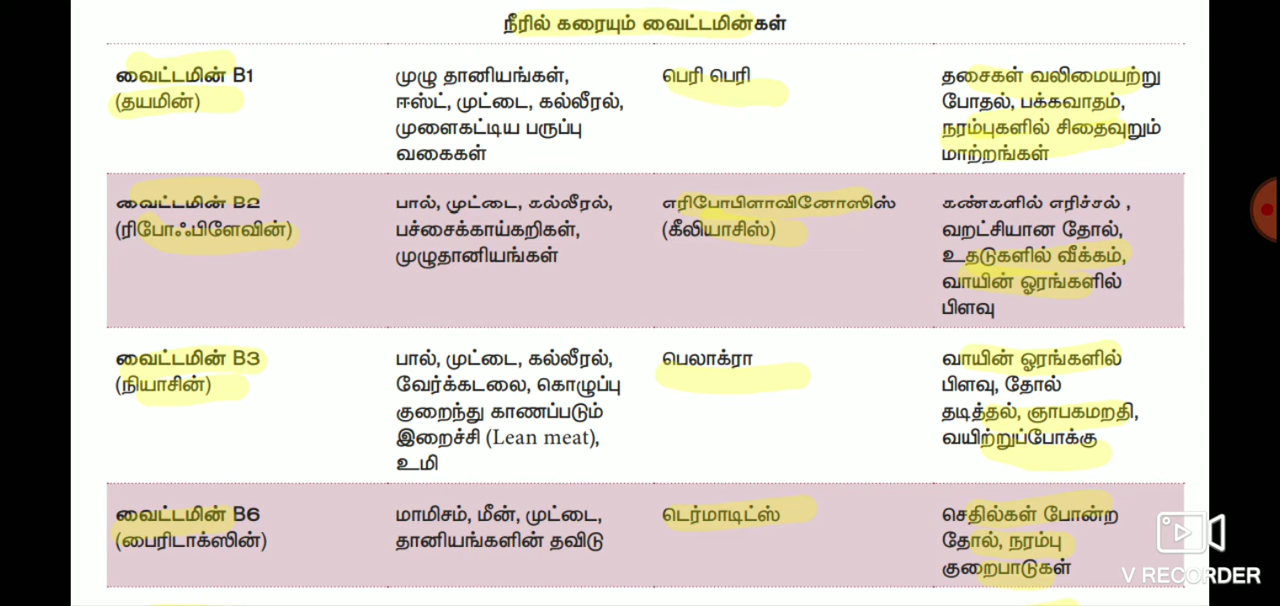 நீரில் கரையும் வைட்டமின்கள்
வைட்டமின் B1
(தயமின்)
முழு தானியங்கள்,
ஈஸ்ட், முட்டை, கல்லீரல்,
முளைகட்டிய பருப்பு
வகைகள்
பெரி பெரி
தசைகள் வலிமையற்று
போதல், பக்கவாதம்,
நரம்புகளில் சிதைவுறும்
மாற்றங்கள்
வைட்டமின் B2
(ரிபோஃபிளேவின்)
பால், முட்டை, கல்லீரல்,
பச்சைக்காய்கறிகள்,
முழுதானியங்கள்
எரிபோபிளாவினோஸிஸ்
(கீலியாசிஸ்)
கண்களில் எரிச்சல் ,
வறட்சியான தோல்,
உதடுகளில் வீக்கம்,
வாயின் ஓரங்களில்
பிளவு
வைட்டமின் B3
(நியாசின்)
பால், முட்டை, கல்லீரல்,
வேர்க்கடலை, கொழுப்பு
குறைந்து காணப்படும்
இறைச்சி (Lean meat),
உமி
பெலாக்ரா
வாயின் ஓரங்களில்
பிளவு, தோல்
தடித்தல், ஞாபகமறதி,
வயிற்றுப்போக்கு
வைட்டமின் B6
(பைரிடாக்ஸின்)
மாமிசம், மீன், முட்டை,
தானியங்களின் தவிடு
டெர்மாடிட்ஸ்
செதில்கள் போன்ற
தோல், நரம்பு
குறைபாடுகள்
V RECORDER